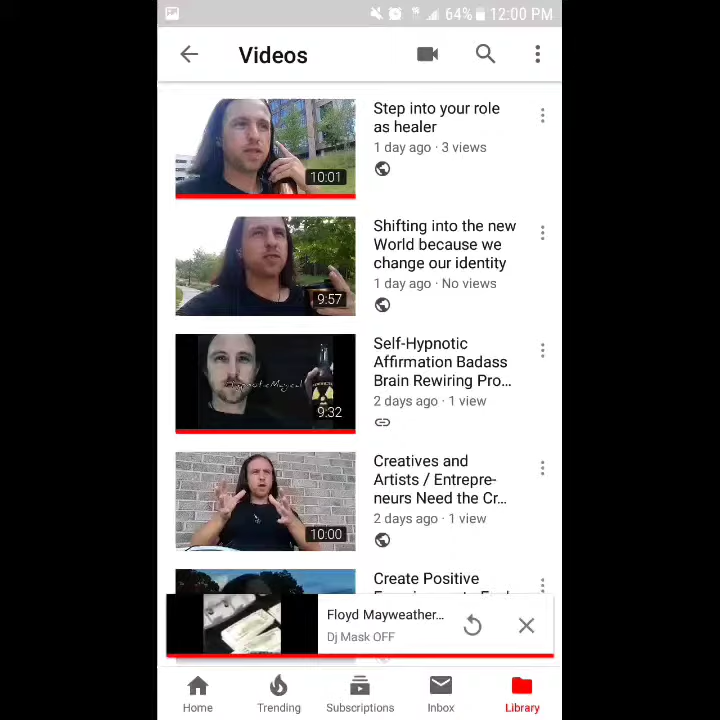 64% 12:00 PM
Videos
Step into your role
as healer
1 day ago · 3 views
10:01
Shifting into the new
World because we
change our identity
1 day ago · No views
9:57
Self-Hypnotic
Affirmation Badass
Brain Rewiring Pro...
2 days ago · 1 view
9:32
Creatives and
Artists / Entrepre-
neurs Need the Cr...
2 days ago · 1 view
10:00
Create Positive
Floyd Mayweather...
Dj Mask OFF
Home
Trending
Subscriptions
Inbox
Library